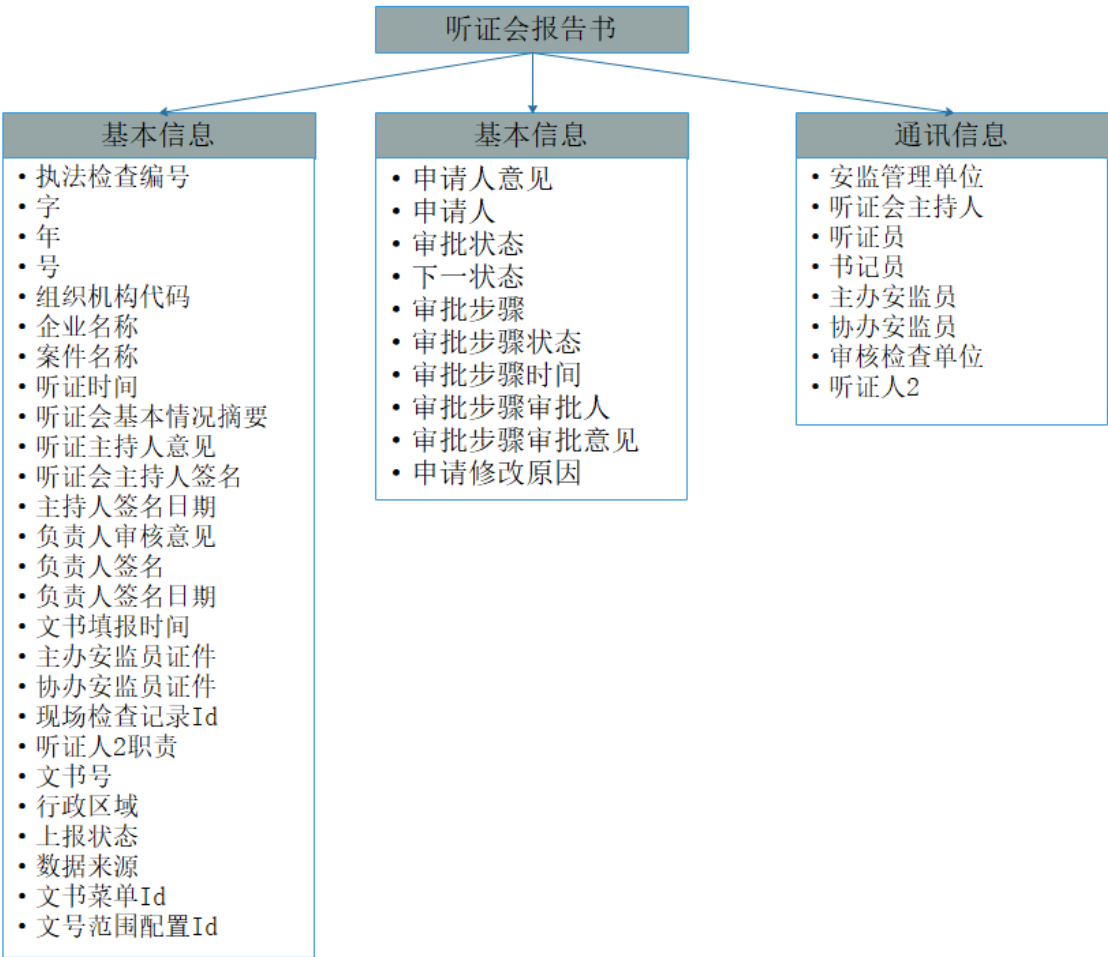 听证会报告书
基本信息
• 执法检查编号
• 字
• 年
• 号
• 组织机构代码
• 企业名称
• 案件名称
• 听证时间
• 听证会基本情况摘要
• 听证主持人意见
• 听证会主持人签名
• 主持人签名日期
• 负责人审核意见
• 负责人签名
• 负责人签名日期
• 文书填报时间
• 主办安监员证件
• 协办安监员证件
• 现场检查记录Id
• 听证人2职责
• 文书号
• 行政区域
• 上报状态
• 数据来源
• 文书菜单Id
• 文号范围配置Id
基本信息
• 申请人意见
• 申请人
• 审批状态
• 下一状态
• 审批步骤
• 审批步骤状态
• 审批步骤时间
• 审批步骤审批人
• 审批步骤审批意见
• 申请修改原因
通讯信息
• 安监管理单位
• 听证会主持人
• 听证员
• 书记员
• 主办安监员
• 协办安监员
• 审核检查单位
• 听证人2